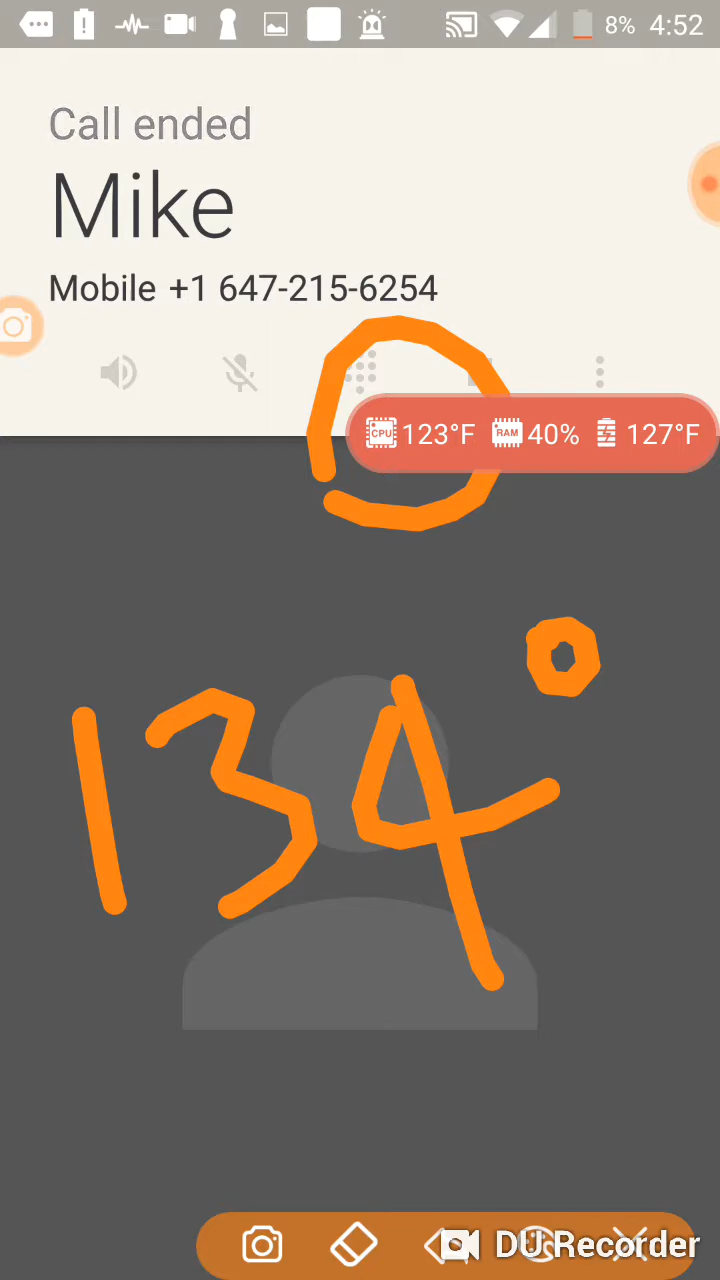 8% 4:52
Call ended
Mike
Mobile +1 647-215-6254
CPU 123°F RAM 40% 127°F
134°
DU Recorder